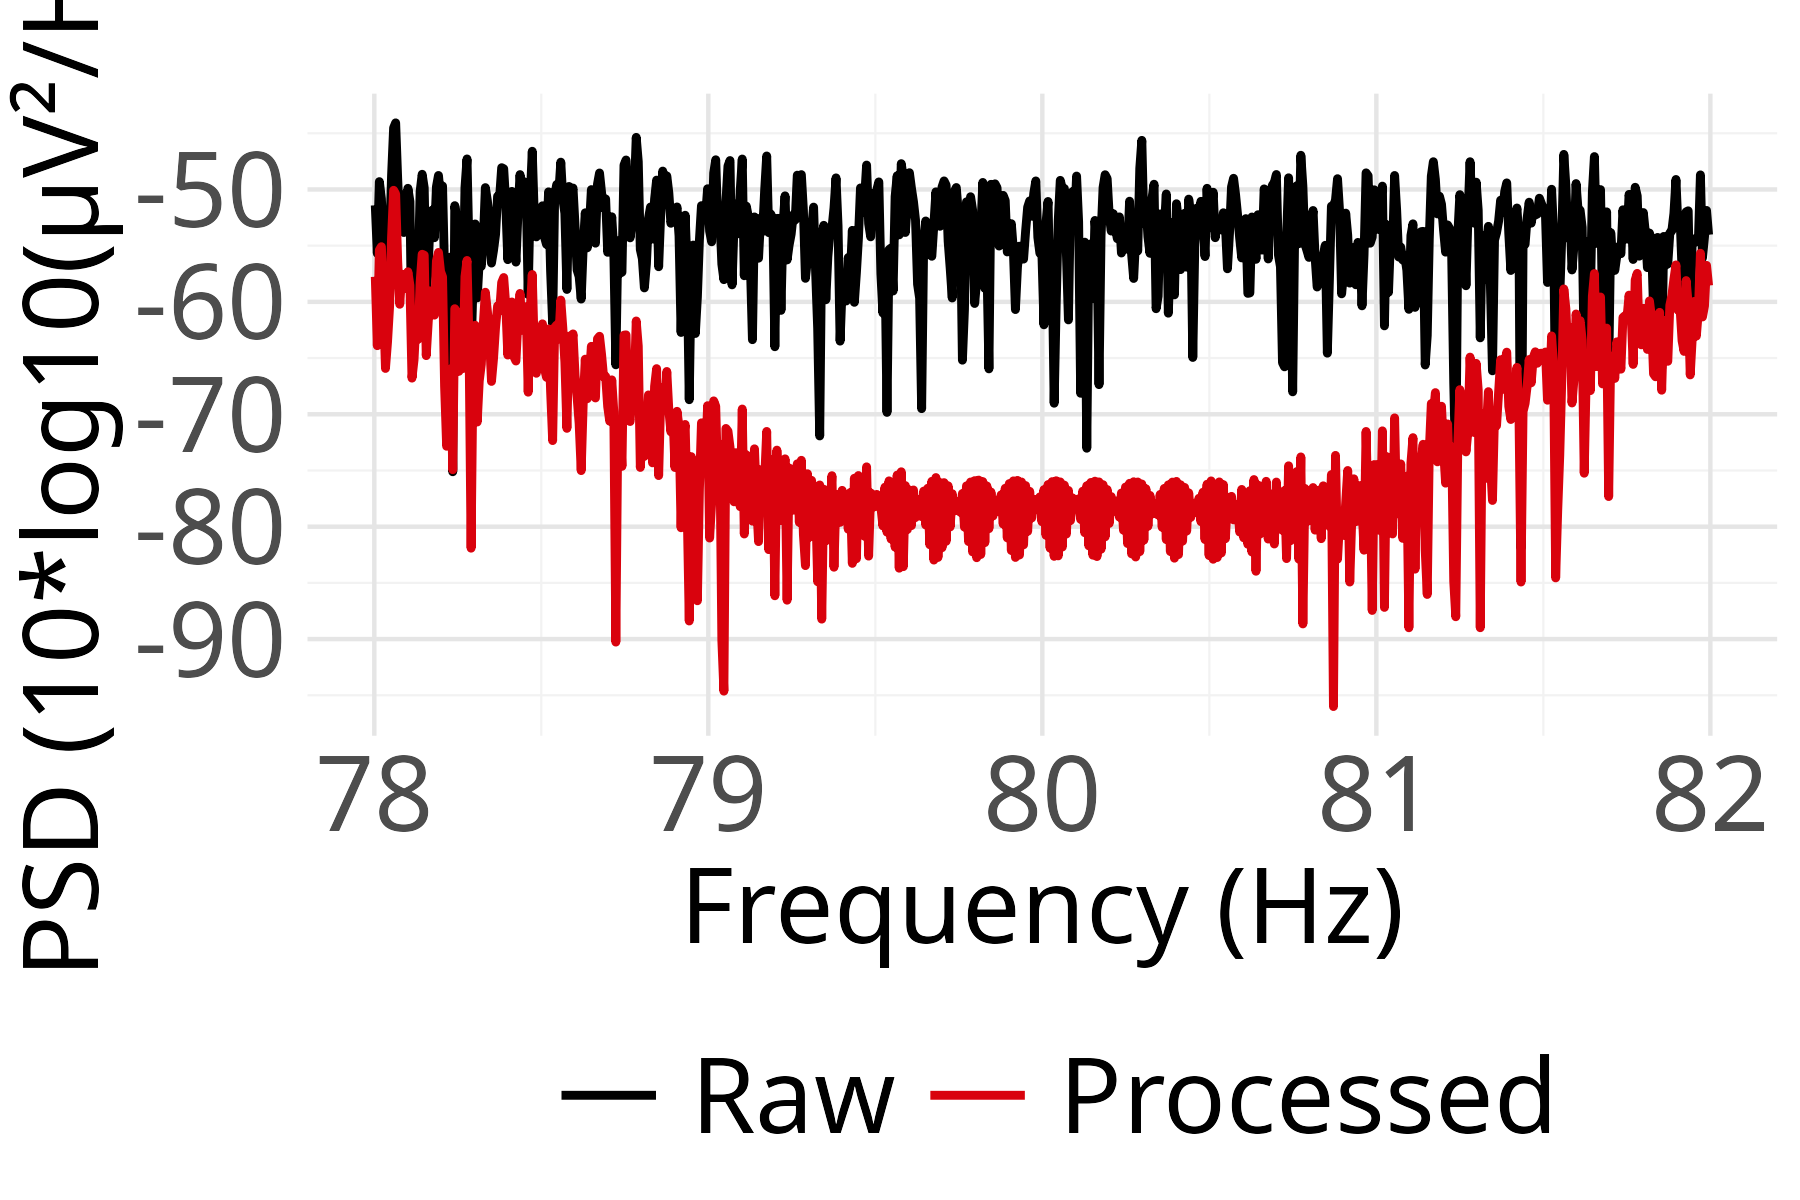 PSD (10*log10(µV²/H
-50
-60
-70
-80
-90
78 79 80 81 82
Frequency (Hz)
Raw Processed